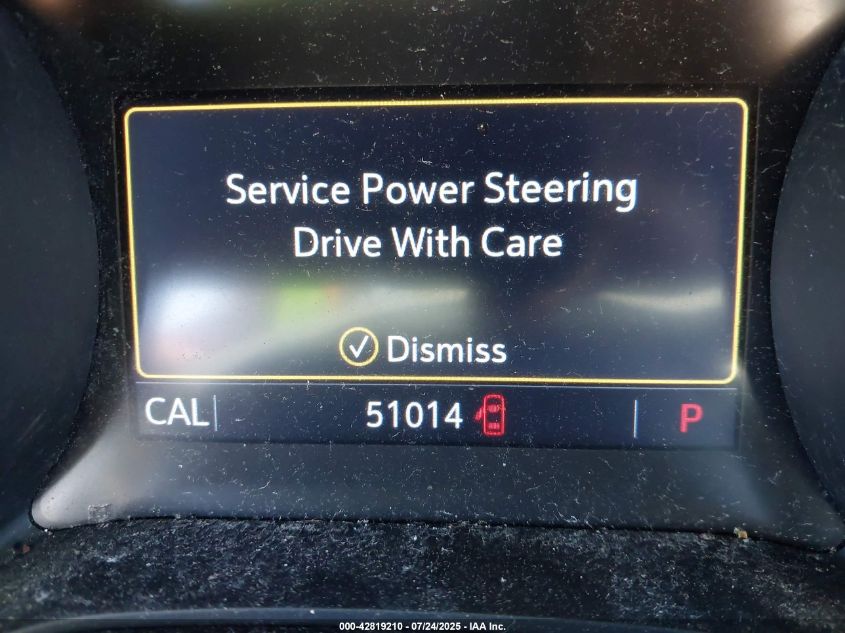 Service Power Steering
Drive With Care
Dismiss
CAL 51014 P
000-42819210 - 07/24/2025 - IAA Inc.